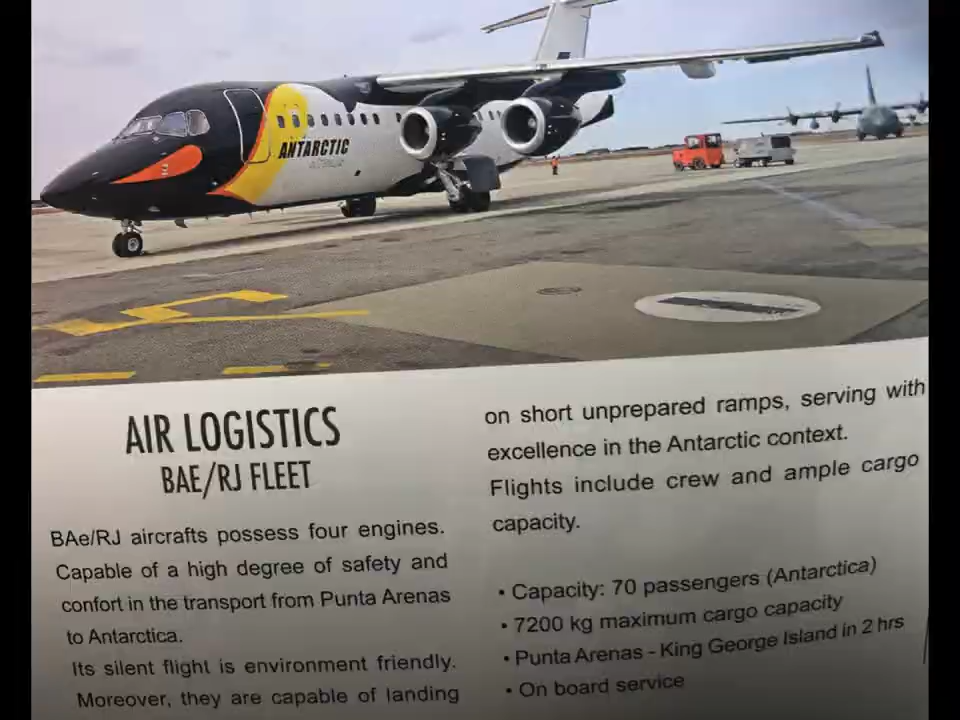 ANTARCTIC
AIR LOGISTICS
BAE/RJ FLEET
BAe/RJ aircrafts possess four engines.
Capable of a high degree of safety and
confort in the transport from Punta Arenas
to Antarctica.
Its silent flight is environment friendly.
Moreover, they are capable of landing
on short unprepared ramps, serving with
excellence in the Antarctic context.
Flights include crew and ample cargo
capacity.
• Capacity: 70 passengers (Antarctica)
• 7200 kg maximum cargo capacity
• Punta Arenas - King George Island in 2 hrs
• On board service